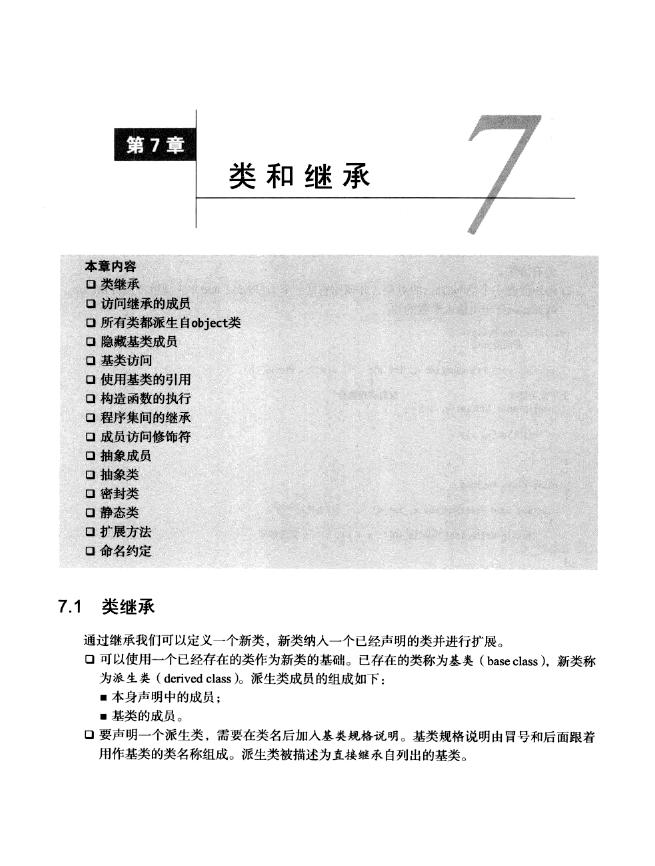 第7章
类和继承
7
本章内容
❑ 类继承
❑ 访问继承的成员
❑ 所有类都派生自object类
❑ 隐藏基类成员
❑ 基类访问
❑ 使用基类的引用
❑ 构造函数的执行
❑ 程序集间的继承
❑ 成员访问修饰符
❑ 抽象成员
❑ 抽象类
❑ 密封类
❑ 静态类
❑ 扩展方法
❑ 命名约定
7.1 类继承
通过继承我们可以定义一个新类，新类纳入一个已经声明的类并进行扩展。
❑ 可以使用一个已经存在的类作为新类的基础。已存在的类称为基类（base class），新类称
为派生类（derived class）。派生类成员的组成如下：
■ 本身声明中的成员；
■ 基类的成员。
❑ 要声明一个派生类，需要在类名后加入基类规格说明。基类规格说明由冒号和后面跟着
用作基类的类名称组成。派生类被描述为直接继承自列出的基类。